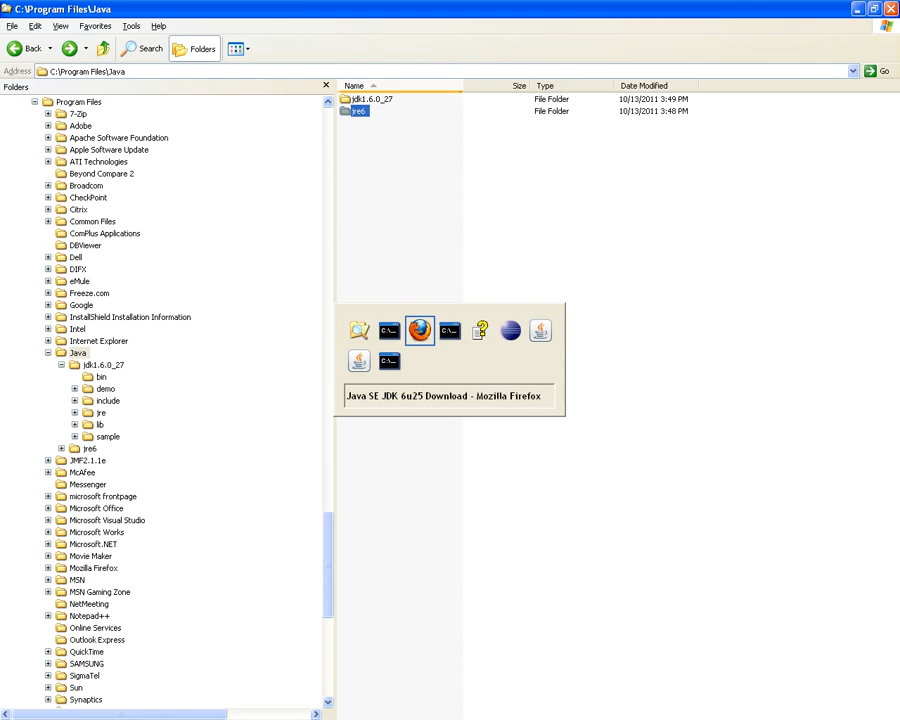 C:\Program Files\Java
File Edit View Favorites Tools Help
Back Search Folders
Address C:\Program Files\Java Go
Folders
Name Size Type Date Modified
jdk1.6.0_27 File Folder 10/13/2011 3:49 PM
jre6 File Folder 10/13/2011 3:48 PM
Program Files
7-Zip
Adobe
Apache Software Foundation
Apple Software Update
ATI Technologies
Beyond Compare 2
Broadcom
CheckPoint
Citrix
Common Files
ComPlus Applications
DBViewer
Dell
DIFX
eMule
Freeze.com
Google
InstallShield Installation Information
Intel
Internet Explorer
Java
jdk1.6.0_27
bin
demo
include
jre
lib
sample
jre6
JMF2.1.1e
McAfee
Messenger
microsoft frontpage
Microsoft Office
Microsoft Visual Studio
Microsoft Works
Microsoft.NET
Movie Maker
Mozilla Firefox
MSN
MSN Gaming Zone
NetMeeting
Notepad++
Online Services
Outlook Express
QuickTime
SAMSUNG
SigmaTel
Sun
Synaptics
C:\... C:\...
C:\...
Java SE JDK 6u25 Download - Mozilla Firefox